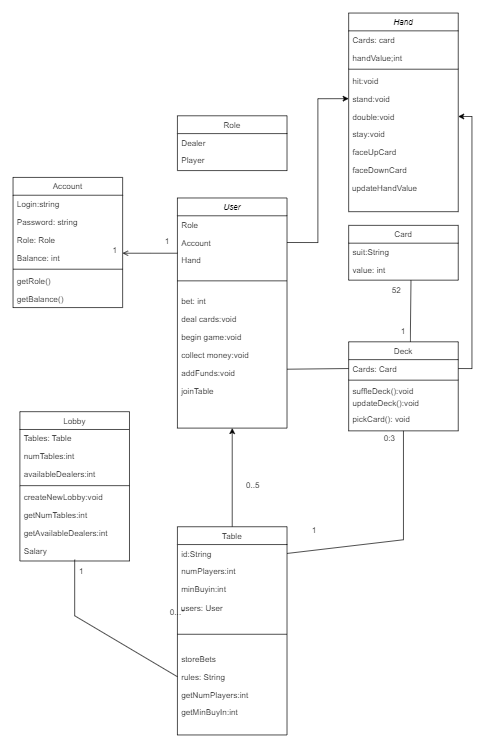 Hand
Cards: card
handValue;int
hit:void
stand:void
double:void
stay:void
faceUpCard
faceDownCard
updateHandValue
Role
Dealer
Player
Account
Login:string
Password: string
Role: Role
Balance: int
getRole()
getBalance()
1
1
User
Role
Account
Hand
bet: int
deal cards:void
begin game:void
collect money:void
addFunds:void
joinTable
Card
suit:String
value: int
52
1
Deck
Cards: Card
suffleDeck():void
updateDeck():void
pickCard(): void
0:3
Lobby
Tables: Table
numTables:int
availableDealers:int
createNewLobby:void
getNumTables:int
getAvailableDealers:int
Salary
1
0..5
1
Table
id:String
numPlayers:int
minBuyin:int
users: User
0..*
storeBets
rules: String
getNumPlayers;int
getMinBuyIn:int